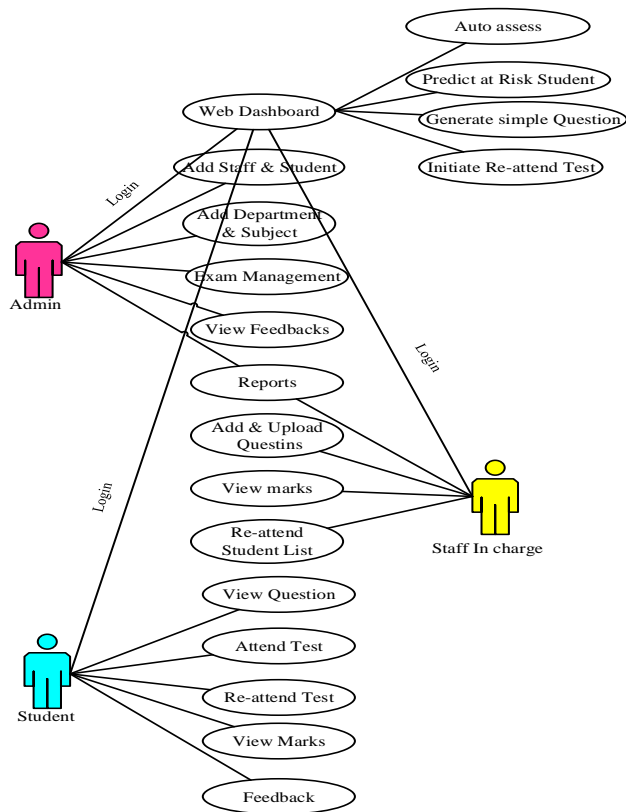 Auto assess
Predict at Risk Student
Web Dashboard
Generate simple Question
Initiate Re-attend Test
Add Staff & Student
Login
Add Department
& Subject
Exam Management
Admin
View Feedbacks
Login
Reports
Add & Upload
Questins
Login
View marks
Re-attend
Student List
Staff In charge
View Question
Attend Test
Re-attend Test
Student
View Marks
Feedback